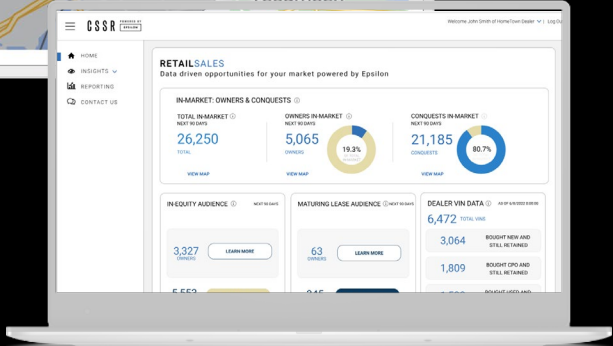 CSSR POWERED BY EPSILON
Welcome John Smith of HomeTown Dealer | Log Ou
HOME
INSIGHTS
REPORTING
CONTACT US
RETAILSALES
Data driven opportunities for your market powered by Epsilon
IN-MARKET: OWNERS & CONQUESTS
TOTAL IN-MARKET
NEXT 90 DAYS
26,250
TOTAL
VIEW MAP
OWNERS IN-MARKET
NEXT 90 DAYS
5,065
OWNERS
19.3%
VIEW MAP
CONQUESTS IN-MARKET
NEXT 90 DAYS
21,185
CONQUESTS
80.7%
VIEW MAP
IN-EQUITY AUDIENCE NEXT 90 DAYS
3,327
OWNERS
LEARN MORE
MATURING LEASE AUDIENCE NEXT 90 DAYS
63
OWNERS
LEARN MORE
DEALER VIN DATA
6,472 TOTAL VINS
3,064 BOUGHT NEW AND
STILL RETAINED
1,809 BOUGHT CPO AND
STILL RETAINED
BOUGHT USED AND